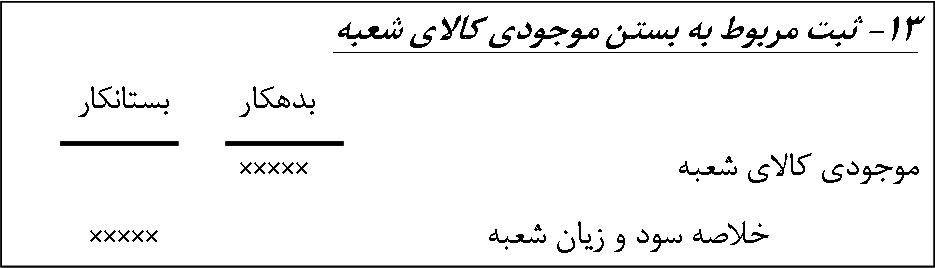 ۱۳- ثبت مربوط به بستن موجودی کالای شعبه
بدهکار بستانکار
موجودی کالای شعبه ×××××
خلاصه سود و زیان شعبه ×××××